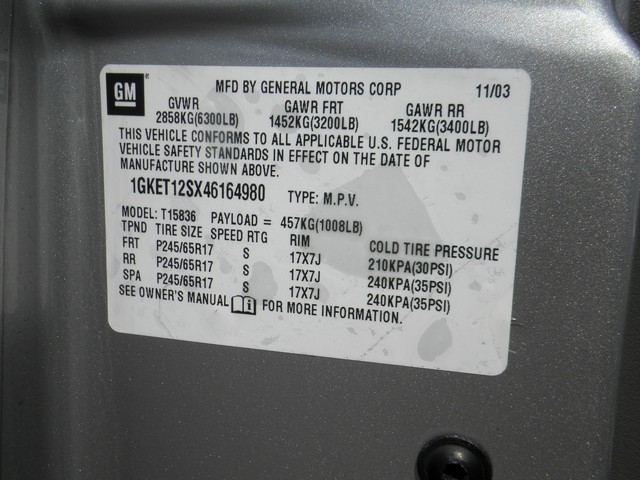 GM MFD BY GENERAL MOTORS CORP 11/03
GVWR GAWR FRT GAWR RR
2858KG(6300LB) 1452KG(3200LB) 1542KG(3400LB)
THIS VEHICLE CONFORMS TO ALL APPLICABLE U.S. FEDERAL MOTOR
VEHICLE SAFETY STANDARDS IN EFFECT ON THE DATE OF
MANUFACTURE SHOWN ABOVE.
1GKET12SX46164980 TYPE: M.P.V.
MODEL: T15836 PAYLOAD = 457KG(1008LB)
TPND TIRE SIZE SPEED RTG RIM COLD TIRE PRESSURE
FRT P245/65R17 S 17X7J 210KPA(30PSI)
RR P245/65R17 S 17X7J 240KPA(35PSI)
SPA P245/65R17 S 17X7J 240KPA(35PSI)
SEE OWNER'S MANUAL i FOR MORE INFORMATION.